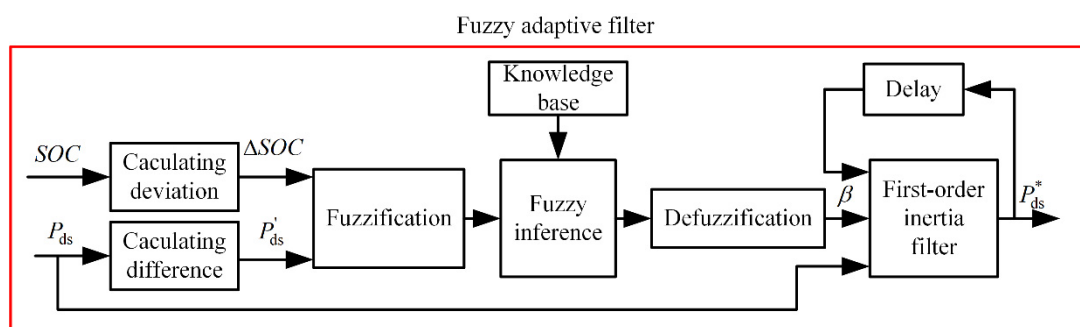 Fuzzy adaptive filter
Knowledge
base
Delay
SOC
Caculating
deviation
ΔSOC
Fuzzification
Fuzzy
inference
Defuzzification
β
First-order
inertia
filter
P*ds
Pds
Caculating
difference
P'ds